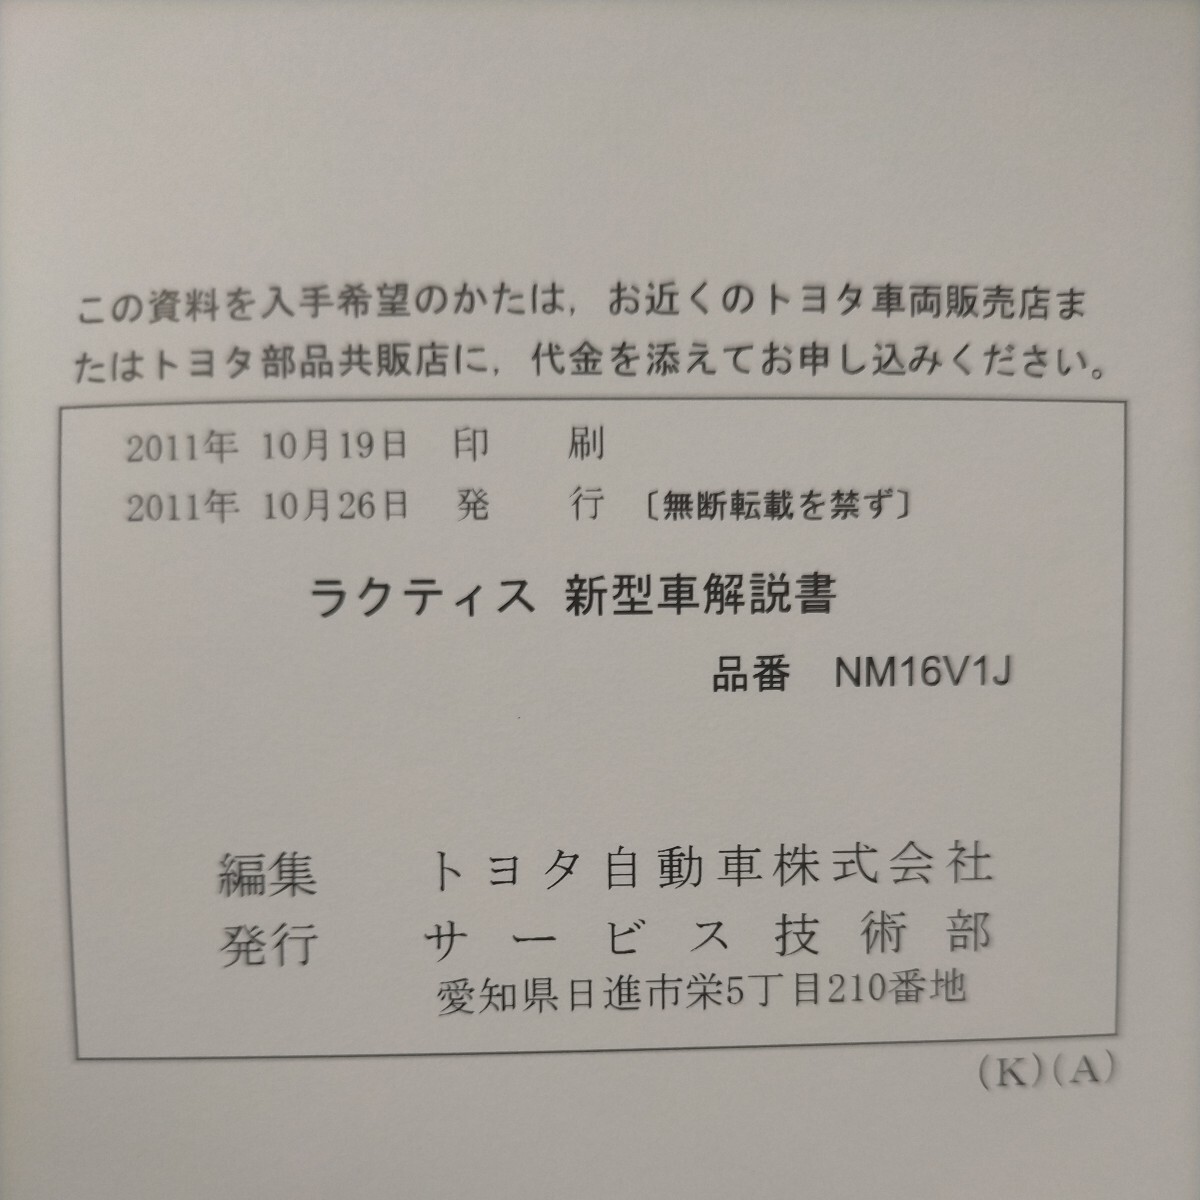 この資料を入手希望のかたは，お近くのトヨタ車両販売店ま
たはトヨタ部品共販店に，代金を添えてお申し込みください。
2011年 10月19日 印 刷
2011年 10月26日 発 行 〔無断転載を禁ず〕
ラクティス 新型車解説書
品番 NM16V1J
編集 トヨタ自動車株式会社
発行 サービス技術部
愛知県日進市栄5丁目210番地
(K)(A)